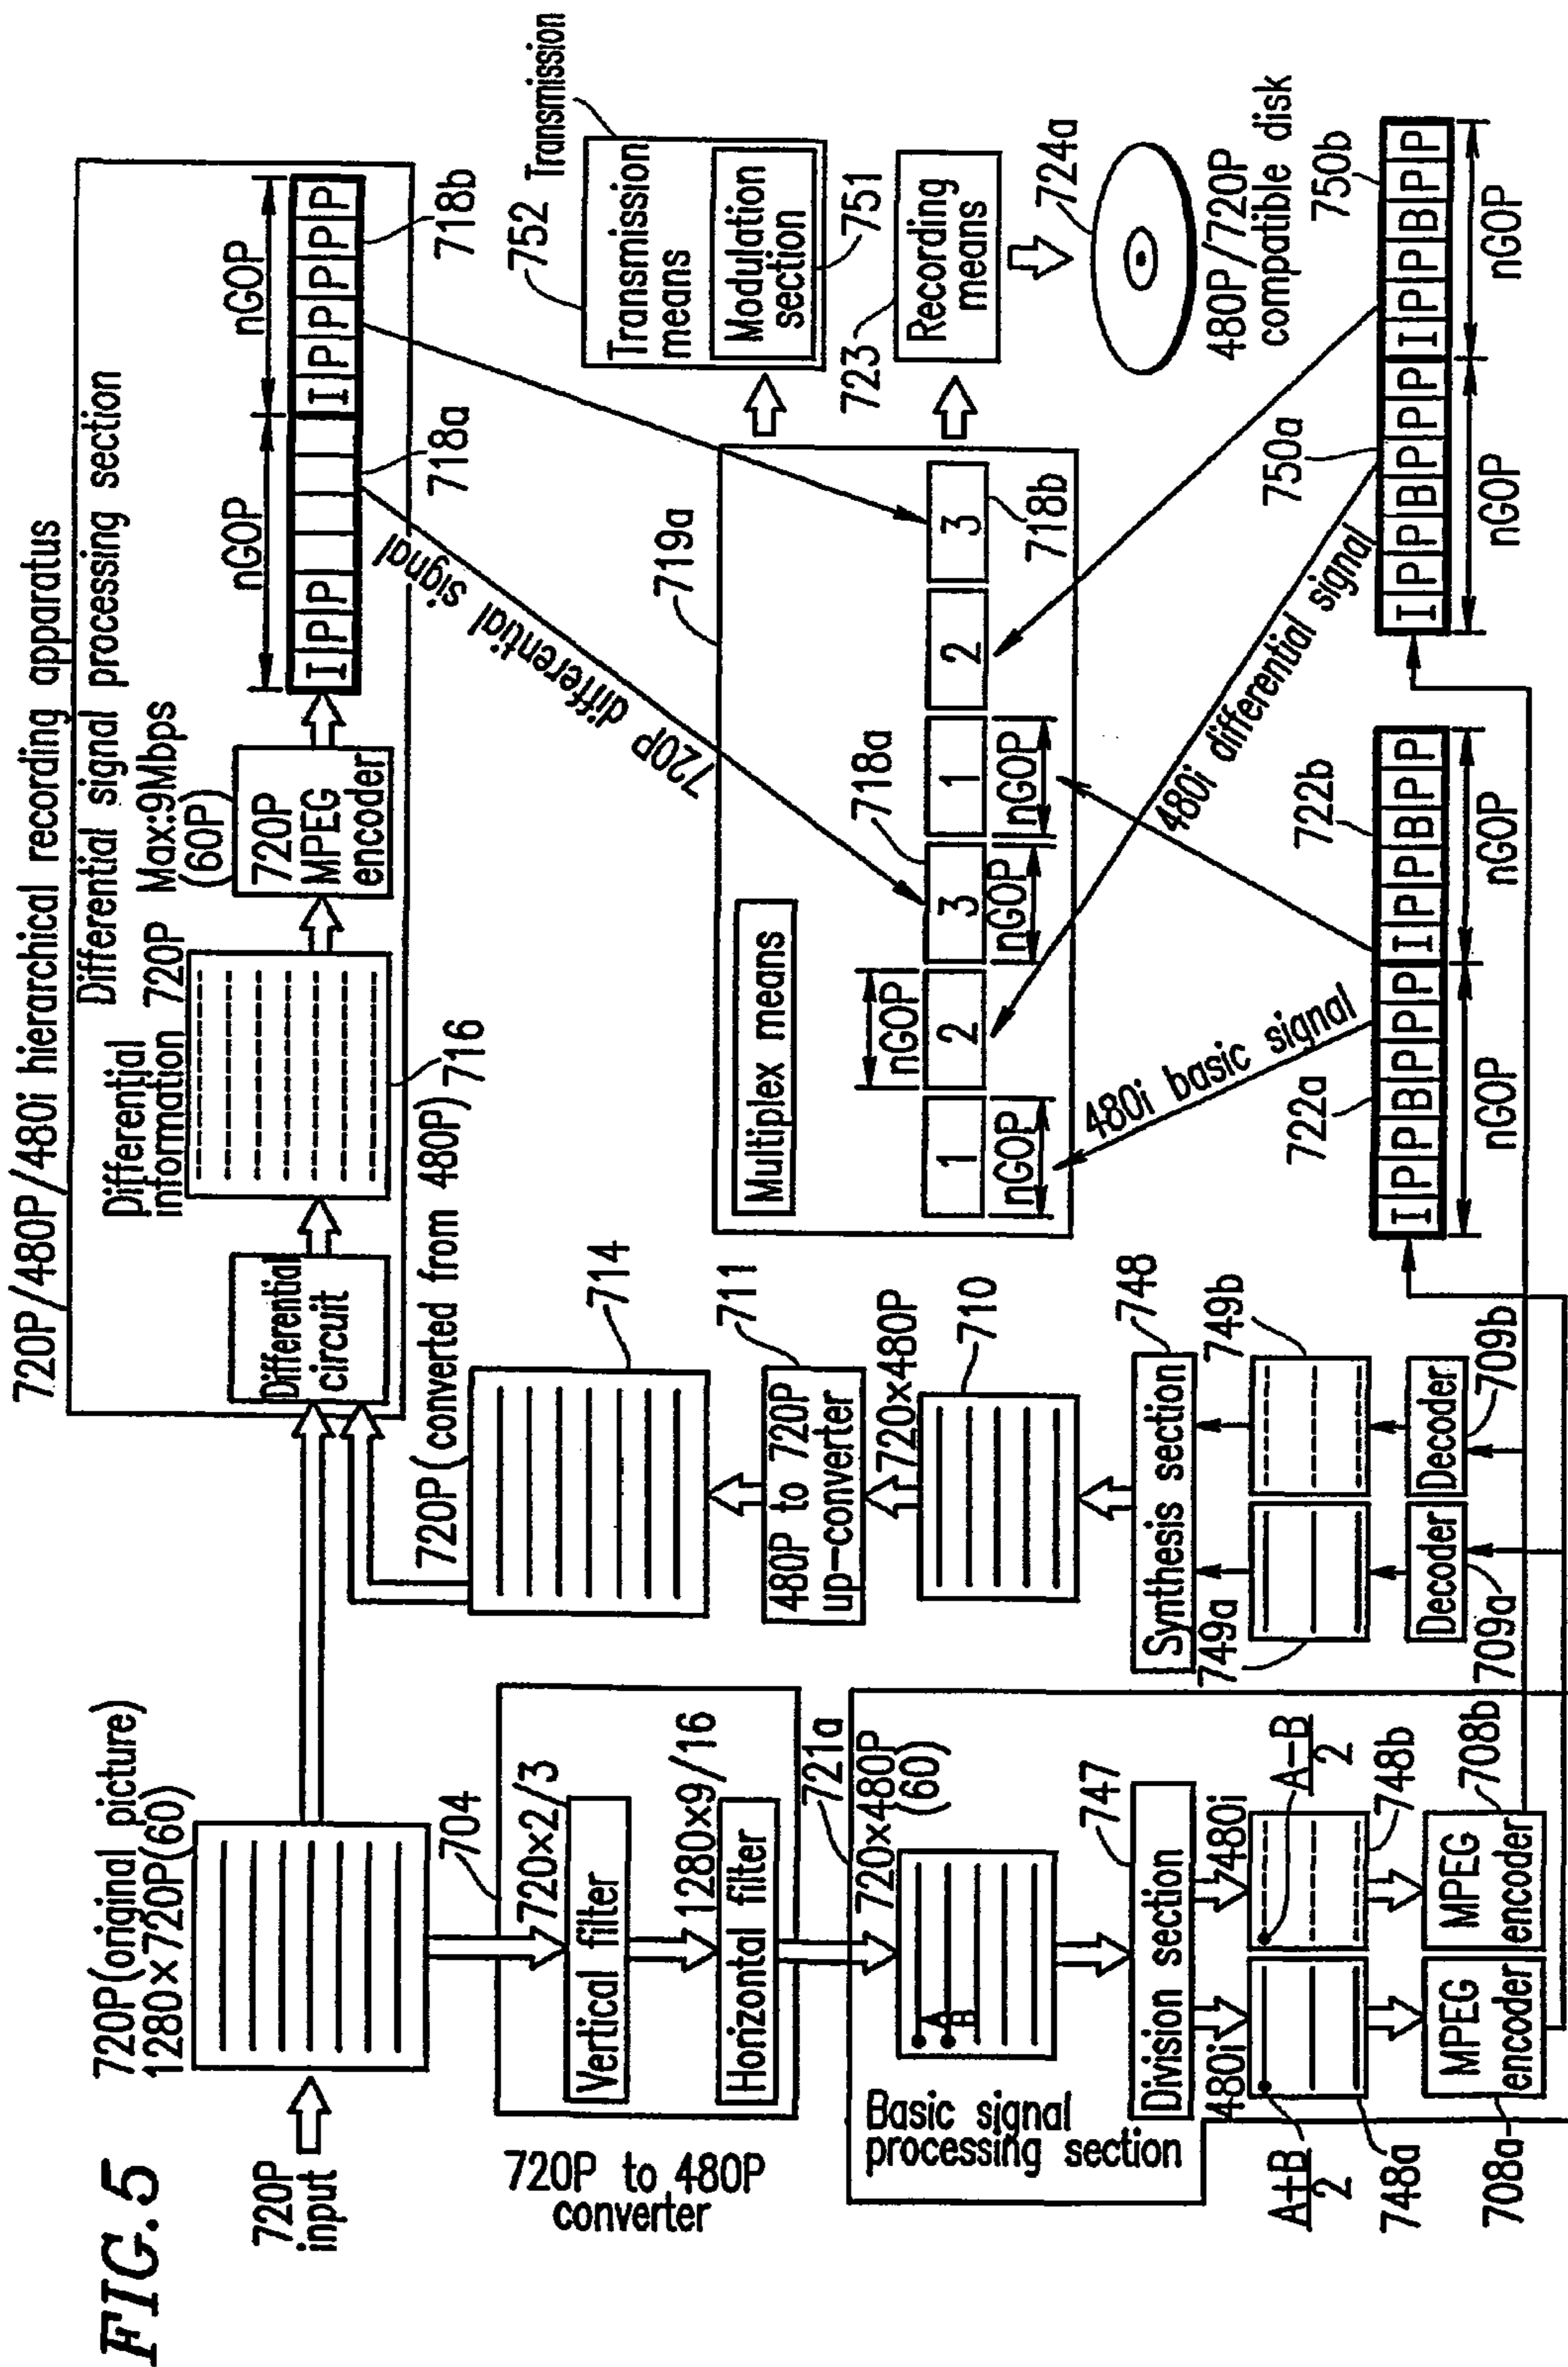 FIG.5
720P/480P/480i hierarchical recording apparatus
Differential signal processing section
720P
input
720P(original picture)
1280×720P(60)
Differential
circuit
Differential
information 720P
716
Max:9Mbps
(60P)
720P
MPEG
encoder
nGOP
nGOP
I P P
I P P P P P
718a
718b
720P differential signal
720P to 480P
converter
704
720×2/3
Vertical filter
1280×9/16
Horizontal filter
720P(converted from 480P)
714
711
480P to 720P
up-converter
720×480P
710
748
Synthesis section
749a
749b
Decoder
Decoder
709a
709b
Basic signal
processing section
721a
720×480P
(60)
A
B
747
Division section
480i
480i
A+B
2
A-B
2
748a
748b
MPEG
encoder
MPEG
encoder
708a
708b
719a
Multiplex means
1 2 3 1 2 3
nGOP
nGOP
nGOP
nGOP
718a
718b
752
Transmission
Transmission
means
Modulation
section
751
723
Recording
means
724a
480P/720P
compatible disk
480i basic signal
480i differential signal
722a
722b
I P P B P P I P P B P P
nGOP
nGOP
750a
750b
I P P B P P P I P P B P P
nGOP
nGOP